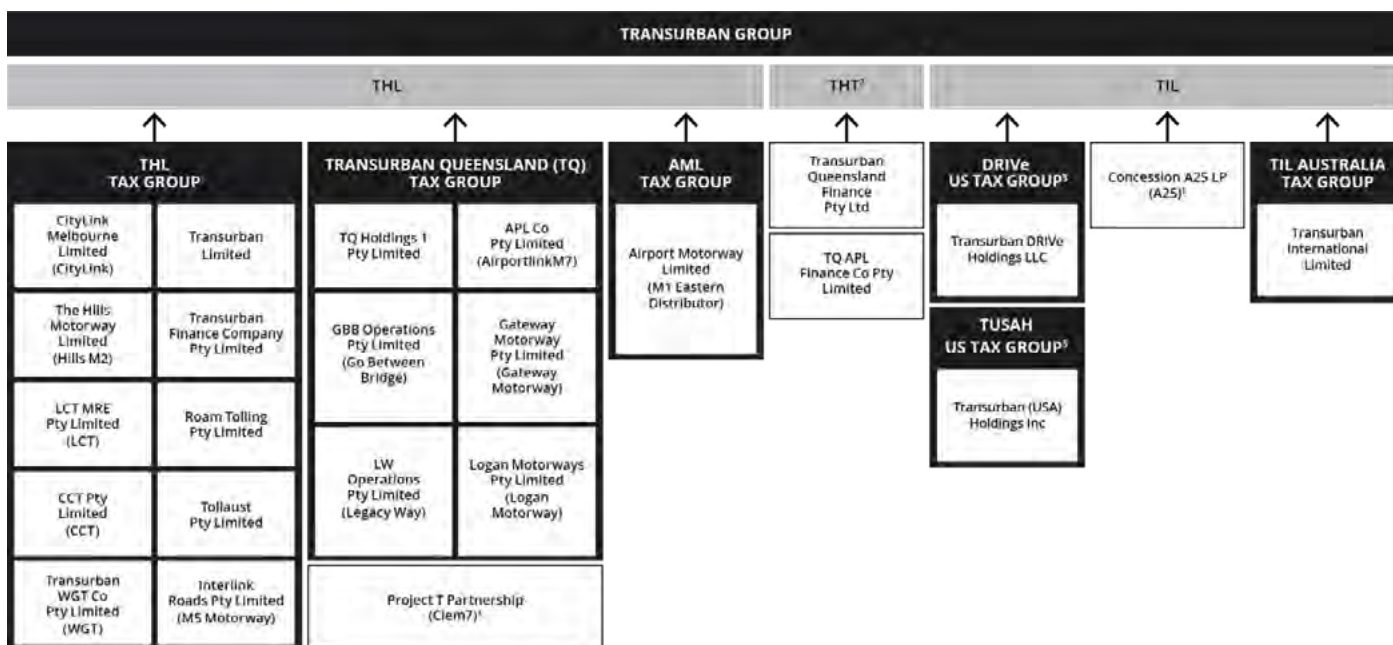 TRANSURBAN GROUP
THL
THT²
TIL
THL
TAX GROUP
CityLink
Melbourne
Limited
(CityLink)
Transurban
Limited
The Hills
Motorway
Limited
(Hills M2)
Transurban
Finance Company
Pty Limited
LCT MRE
Pty Limited
(LCT)
Roam Tolling
Pty Limited
CCT Pty
Limited
(CCT)
Tollaust
Pty Limited
Transurban
WGT Co
Pty Limited
(WGT)
Interlink
Roads Pty Limited
(M5 Motorway)
TRANSURBAN QUEENSLAND (TQ)
TAX GROUP
TQ Holdings 1
Pty Limited
APL Co
Pty Limited
(AirportlinkM7)
GBB Operations
Pty Limited
(Go Between
Bridge)
Gateway
Motorway
Pty Limited
(Gateway
Motorway)
LW
Operations
Pty Limited
(Legacy Way)
Logan Motorways
Pty Limited
(Logan
Motorway)
Project T Partnership
(Clem7)
AML
TAX GROUP
Airport Motorway
Limited
(M1 Eastern
Distributor)
Transurban
Queensland
Finance
Pty Ltd
TQ APL
Finance Co Pty
Limited
DRIVe
US TAX GROUP
Transurban DRIVe
Holdings LLC
TUSAH
US TAX GROUP
Transurban (USA)
Holdings Inc
Concession A25 LP
(A25)
TIL AUSTRALIA
TAX GROUP
Transurban
International
Limited